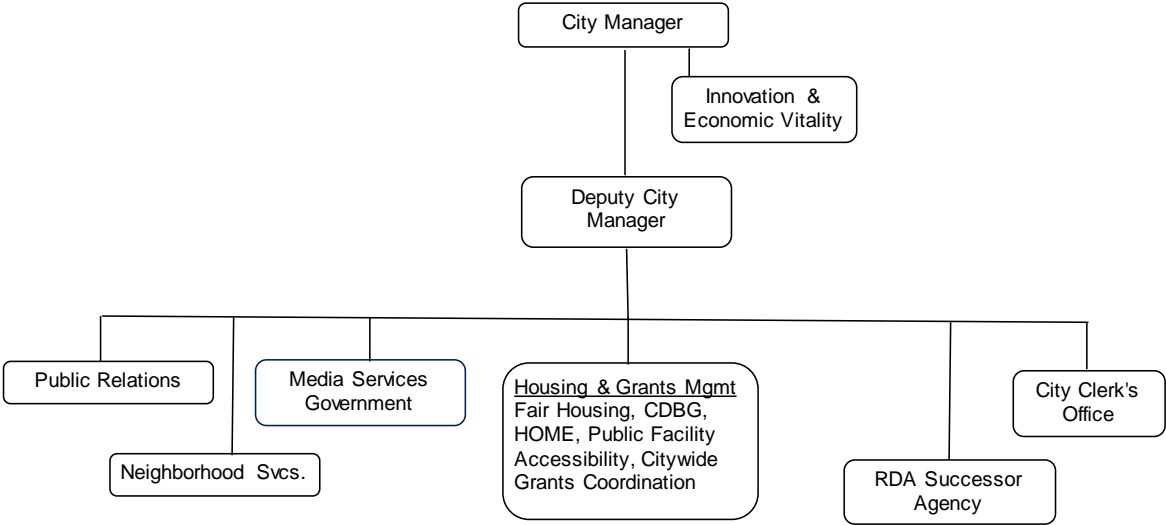 City Manager
Innovation &
Economic Vitality
Deputy City
Manager
Public Relations
Neighborhood Svcs.
Media Services
Government
Housing & Grants Mgmt
Fair Housing, CDBG,
HOME, Public Facility
Accessibility, Citywide
Grants Coordination
RDA Successor
Agency
City Clerk's
Office